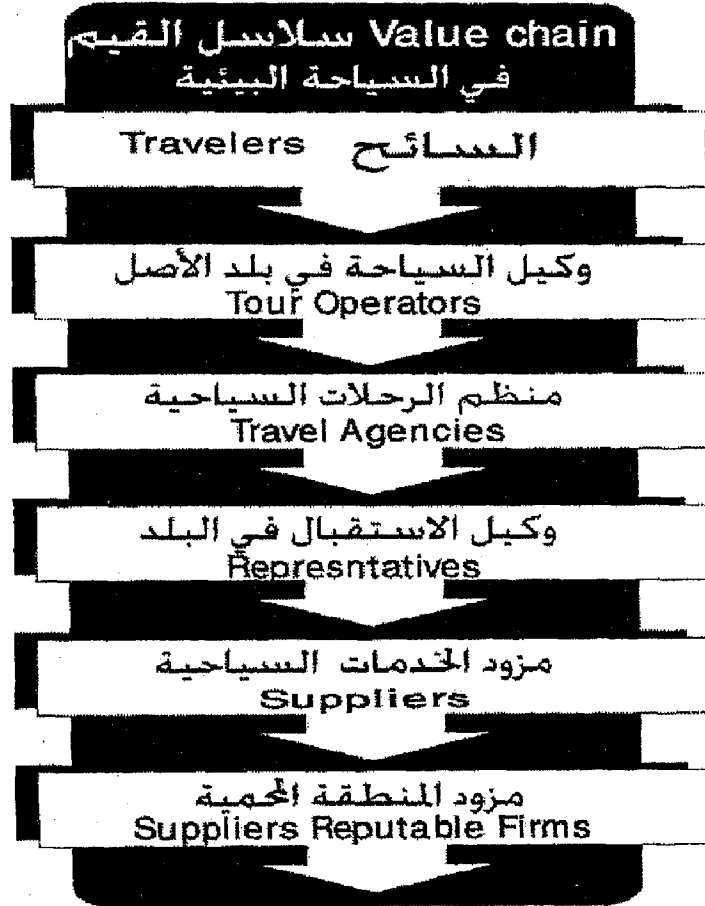 سلاسل القيم Value chain
في السياحة البيئية
السائح Travelers
وكيل السياحة في بلد الأصل
Tour Operators
منظم الرحلات السياحية
Travel Agencies
وكيل الاستقبال في البلد
Represntatives
مزود الخدمات السياحية
Suppliers
مزود المنطقة المحمية
Suppliers Reputable Firms